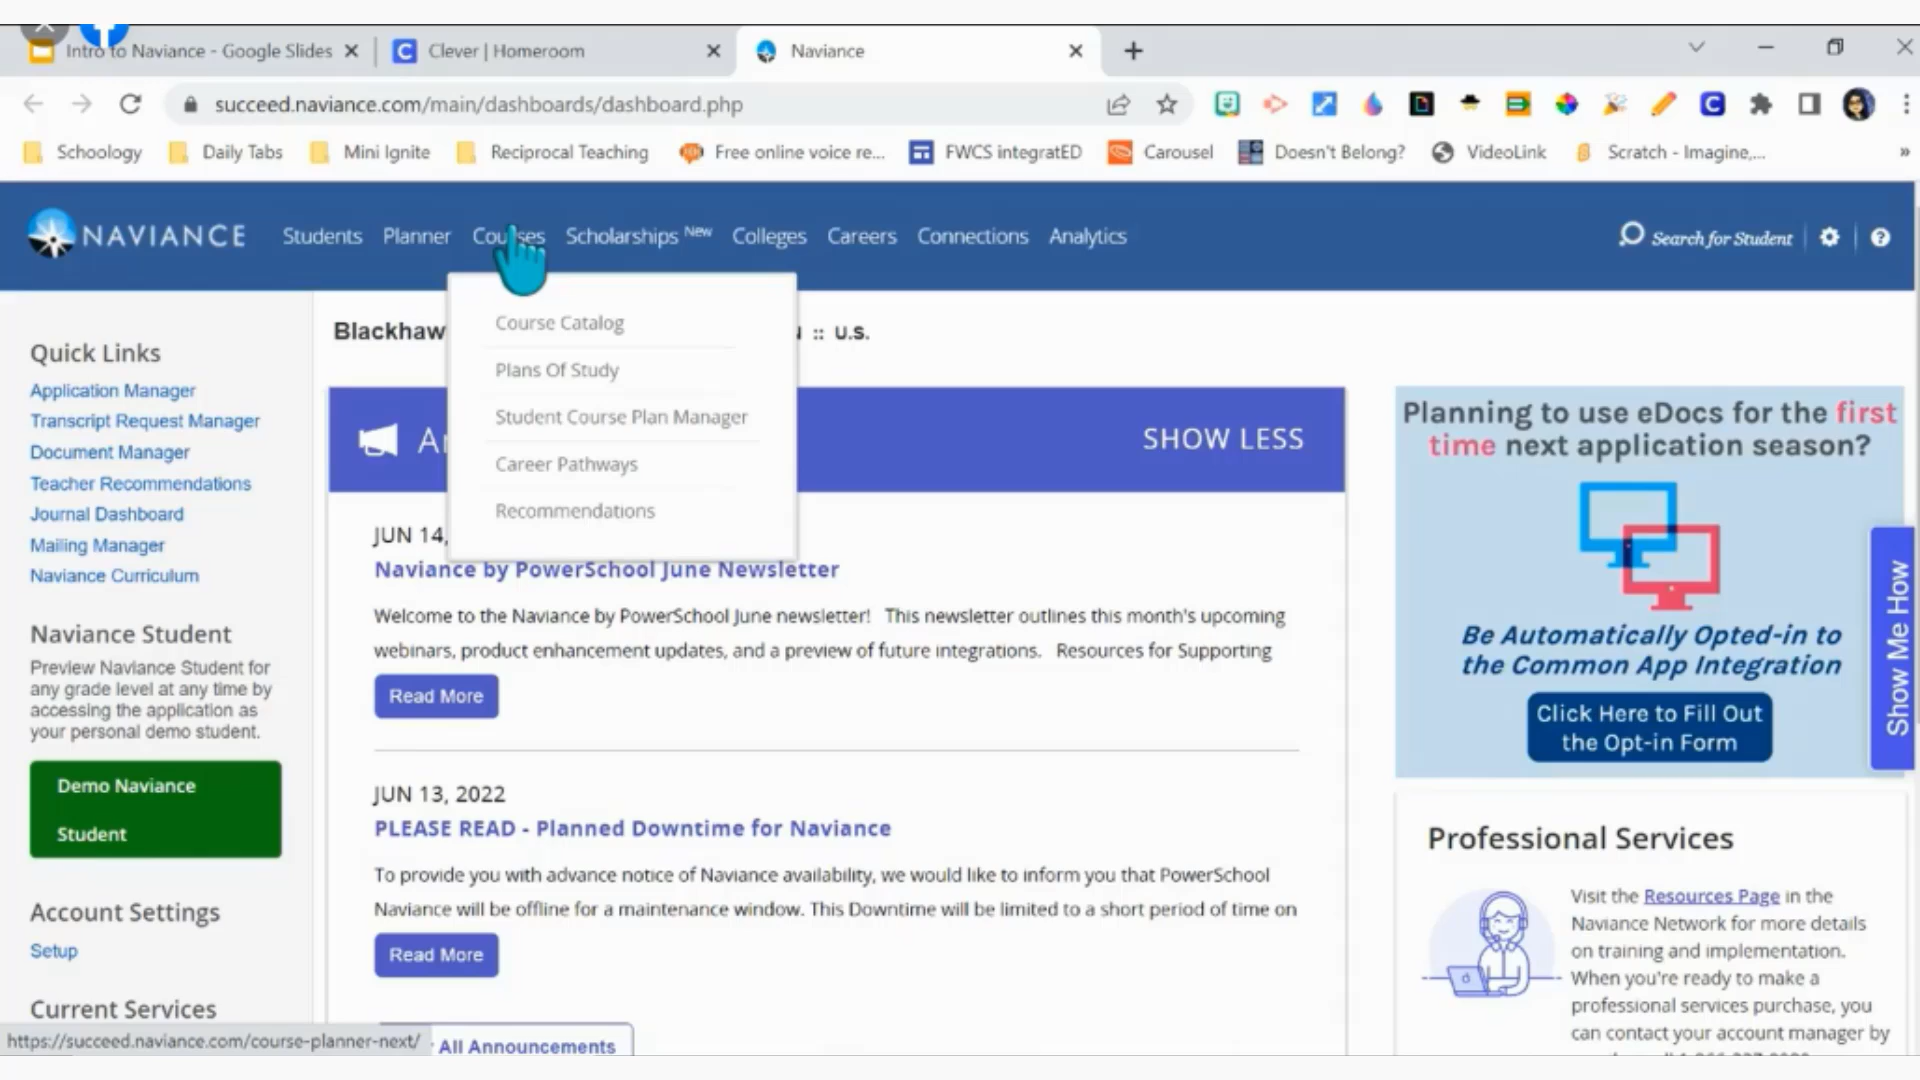 Intro to Naviance - Google Slides
Clever | Homeroom
Naviance
succeed.naviance.com/main/dashboards/dashboard.php
Schoology
Daily Tabs
Mini Ignite
Reciprocal Teaching
Free online voice re...
FWCS integratED
Carousel
Doesn't Belong?
VideoLink
Scratch - Imagine,...
»
NAVIANCE
Students
Planner
Courses
Scholarships New
Colleges
Careers
Connections
Analytics
Search for Student
Course Catalog
Plans Of Study
Student Course Plan Manager
Career Pathways
Recommendations
Quick Links
Application Manager
Transcript Request Manager
Document Manager
Teacher Recommendations
Journal Dashboard
Mailing Manager
Naviance Curriculum
Naviance Student
Preview Naviance Student for
any grade level at any time by
accessing the application as
your personal demo student.
Demo Naviance
Student
Account Settings
Setup
Current Services
https://succeed.naviance.com/course-planner-next/
Blackhaw
:: U.S.
SHOW LESS
JUN 14,
Naviance by PowerSchool June Newsletter
Welcome to the Naviance by PowerSchool June newsletter! This newsletter outlines this month's upcoming
webinars, product enhancement updates, and a preview of future integrations. Resources for Supporting
Read More
JUN 13, 2022
PLEASE READ - Planned Downtime for Naviance
To provide you with advance notice of Naviance availability, we would like to inform you that PowerSchool
Naviance will be offline for a maintenance window. This Downtime will be limited to a short period of time on
Read More
All Announcements
Planning to use eDocs for the first
time next application season?
Be Automatically Opted-in to
the Common App Integration
Click Here to Fill Out
the Opt-in Form
Show Me How
Professional Services
Visit the Resources Page in the
Naviance Network for more details
on training and implementation.
When you're ready to make a
professional services purchase, you
can contact your account manager by